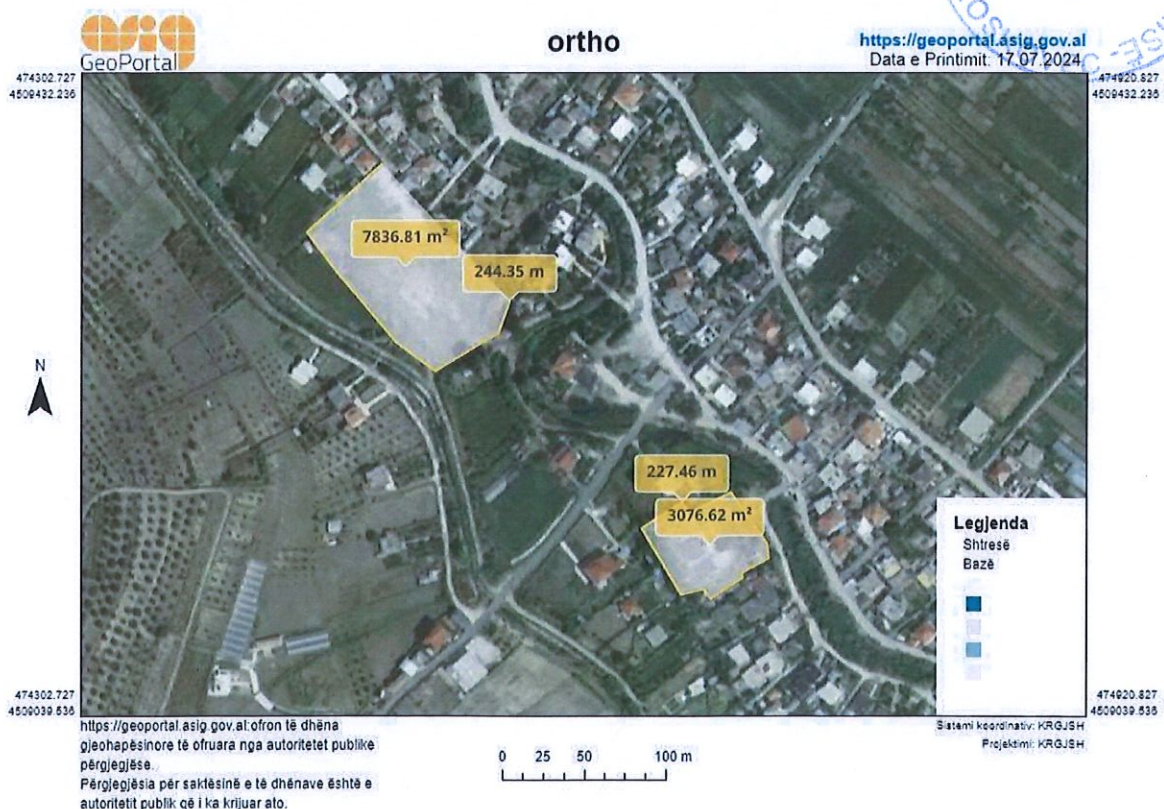 asig
GeoPortal
ortho
https://geoportal.asig.gov.al
Data e Printimit: 17.07.2024
474302.727
4509432.236
474920.827
4509432.236
7836.81 m²
244.35 m
N
227.46 m
3076.62 m²
Legjenda
Shtresë
Bazë
474302.727
4509039.536
474920.827
4509039.536
https://geoportal.asig.gov.al:ofron të dhëna
gjeohapësinore të ofruara nga autoritetet publike
përgjegjëse.
Përgjegjësia për saktësinë e të dhënave është e
autoritetit publik që i ka krijuar ato.
0 25 50 100 m
Sistemi koordinativ: KRGJSH
Projektimi: KRGJSH